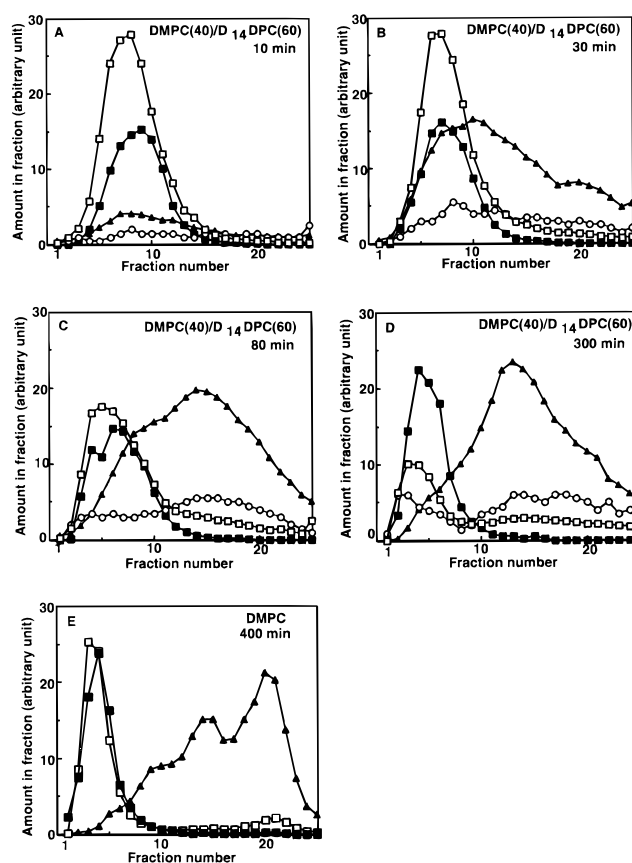 A
DMPC(40)/D 14 DPC(60)
10 min
Amount in fraction (arbitrary unit)
30
20
10
0
1 10 20
Fraction number
B
DMPC(40)/D 14 DPC(60)
30 min
Amount in fraction (arbitrary unit)
30
20
10
0
1 10 20
Fraction number
C
DMPC(40)/D 14 DPC(60)
80 min
Amount in fraction (arbitrary unit)
30
20
10
0
1 10 20
Fraction number
D
DMPC(40)/D 14 DPC(60)
300 min
Amount in fraction (arbitrary unit)
30
20
10
0
1 10 20
Fraction number
E
DMPC
400 min
Amount in fraction (arbitrary unit)
30
20
10
0
1 10 20
Fraction number